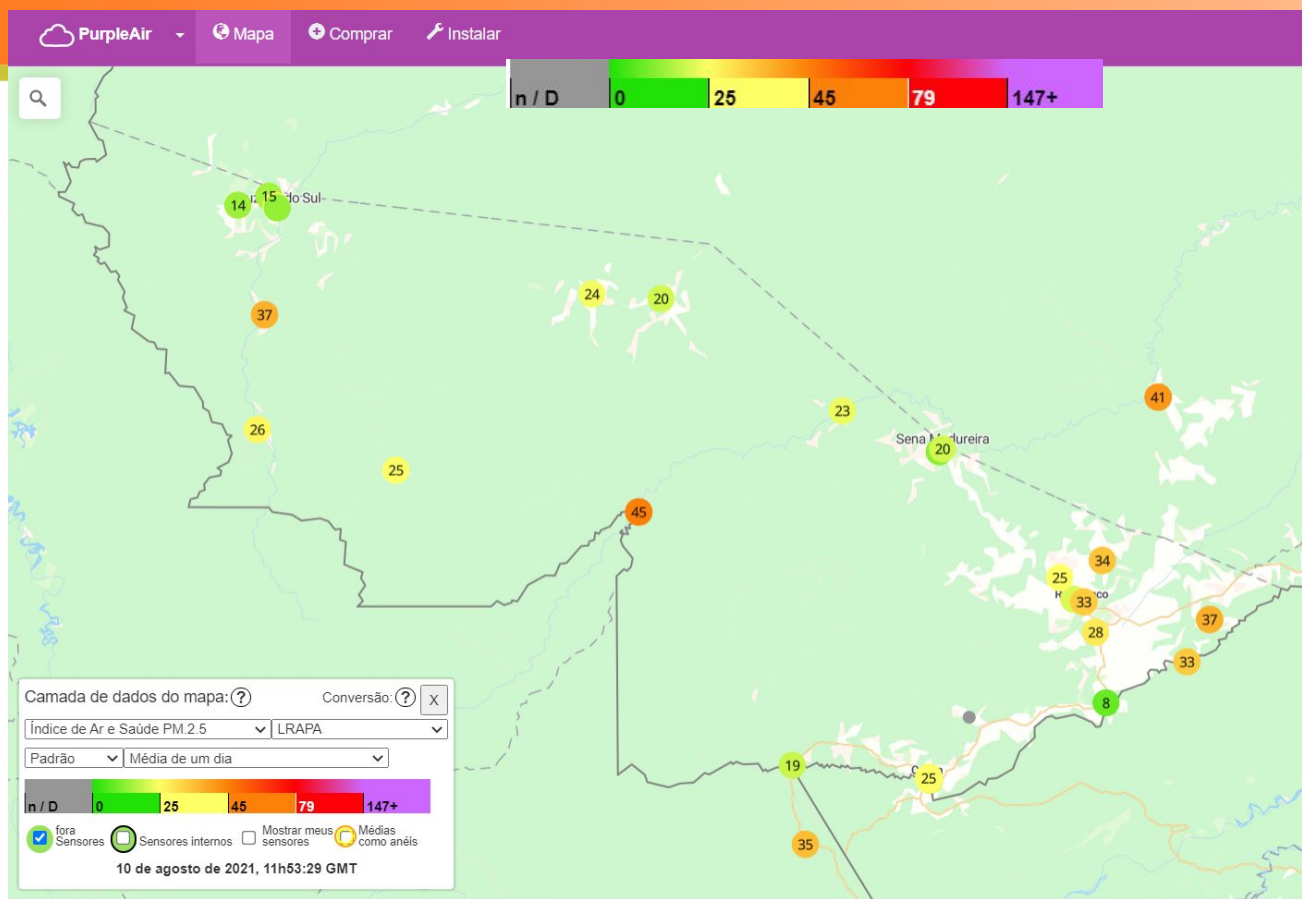 PurpleAir Mapa Comprar Instalar
n / D 0 25 45 79 147+
15
14 do Sul
24
20
37
41
23
26
Sena Madureira
20
25
45
34
25
33
37
28
33
8
19
25
35
Camada de dados do mapa: ? Conversão: ? X
Índice de Ar e Saúde PM.2.5 LRAPA
Padrão Média de um dia
n / D 0 25 45 79 147+
fora Sensores Sensores internos Mostrar meus sensores Médias como anéis
10 de agosto de 2021, 11h53:29 GMT